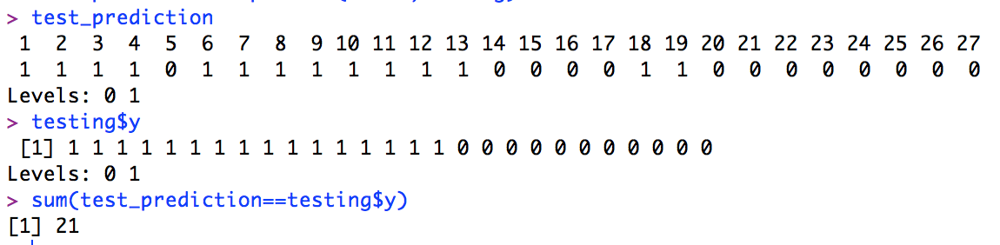 > test_prediction
1 2 3 4 5 6 7 8 9 10 11 12 13 14 15 16 17 18 19 20 21 22 23 24 25 26 27
1 1 1 1 0 1 1 1 1 1 1 1 1 0 0 0 0 1 1 0 0 0 0 0 0 0 0
Levels: 0 1
> testing$y
[1] 1 1 1 1 1 1 1 1 1 1 1 1 1 1 1 1 0 0 0 0 0 0 0 0 0 0 0
Levels: 0 1
> sum(test_prediction==testing$y)
[1] 21